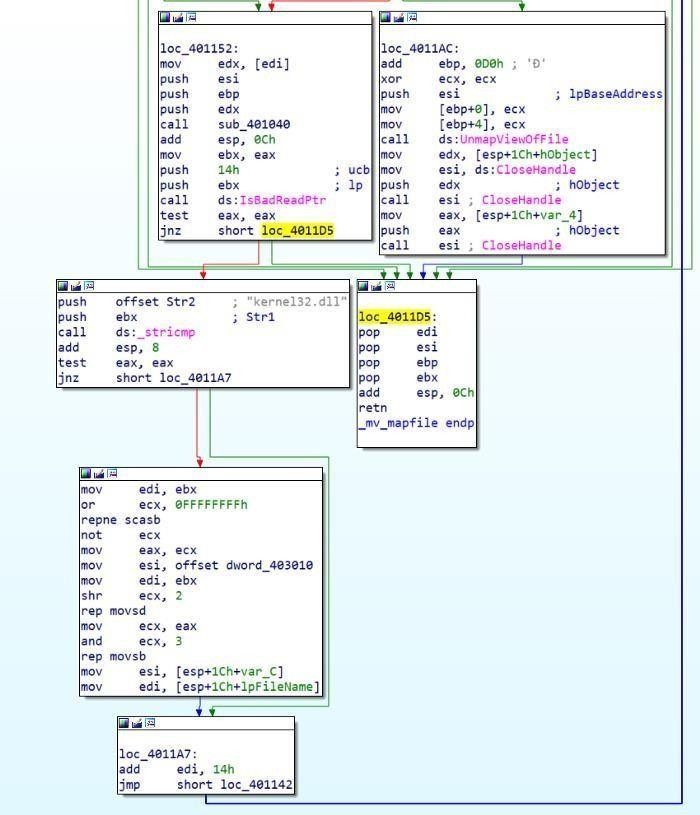 loc_401152:
mov edx, [edi]
push esi
push ebp
push edx
call sub_401040
add esp, 0Ch
mov ebx, eax
push 14h ; ucb
push ebx ; lp
call ds:IsBadReadPtr
test eax, eax
jnz short loc_4011D5
loc_4011AC:
add ebp, 0D0h ; 'Ð'
xor ecx, ecx
push esi ; lpBaseAddress
mov [ebp+0], ecx
mov [ebp+4], ecx
call ds:UnmapViewOfFile
mov edx, [esp+1Ch+hObject]
mov esi, ds:CloseHandle
push edx ; hObject
call esi ; CloseHandle
mov eax, [esp+1Ch+var_4]
push eax ; hObject
call esi ; CloseHandle
push offset Str2 ; "kernel32.dll"
push ebx ; Str1
call ds:_stricmp
add esp, 8
test eax, eax
jnz short loc_4011A7
loc_4011D5:
pop edi
pop esi
pop ebp
pop ebx
add esp, 0Ch
retn
_mv_mapfile endp
mov edi, ebx
or ecx, 0FFFFFFFFh
repne scasb
not ecx
mov eax, ecx
mov esi, offset dword_403010
mov edi, ebx
shr ecx, 2
rep movsd
mov ecx, eax
and ecx, 3
rep movsb
mov esi, [esp+1Ch+var_C]
mov edi, [esp+1Ch+lpFileName]
loc_4011A7:
add edi, 14h
jmp short loc_401142